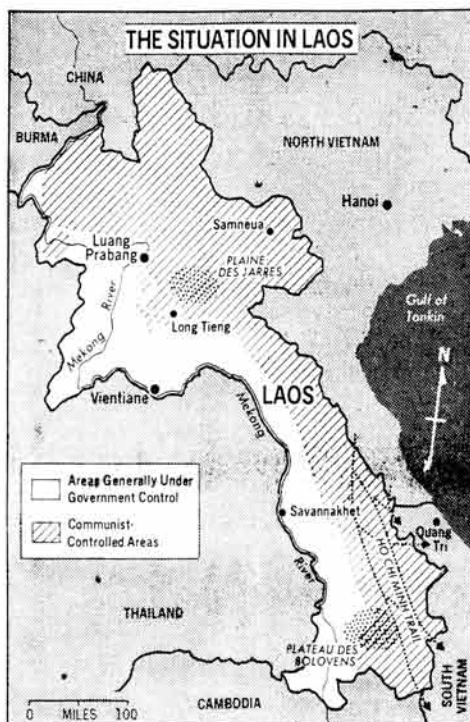 THE SITUATION IN LAOS
CHINA
BURMA
NORTH VIETNAM
Hanoi
Samneua
Luang
Prabang
PLAINE
DES JARRES
Gulf of
Tonkin
River
Mekong
Long Tieng
N
LAOS
Vientiane
Mekong
Areas Generally Under
Government Control
Communist-
Controlled Areas
Savannakhet
Quang
Tri
HO CHI MINH TRAIL
River
THAILAND
PLATEAU DES
BOLOVENS
SOUTH
VIETNAM
CAMBODIA
0 MILES 100